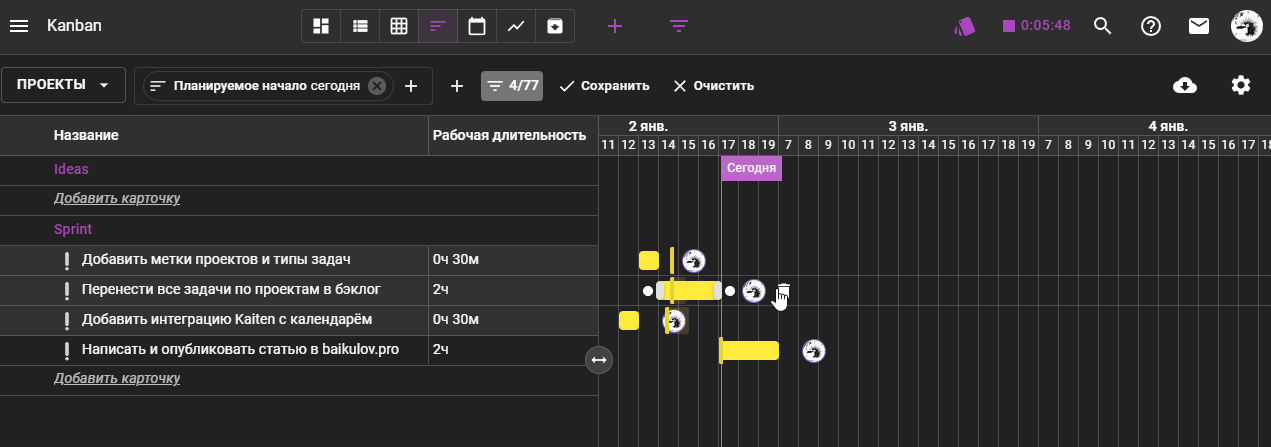 Kanban
0:05:48
ПРОЕКТЫ
Планируемое начало сегодня
4/77
Сохранить
Очистить
Название
Рабочая длительность
2 янв.
3 янв.
4 янв.
11 12 13 14 15 16 17 18 19 7 8 9 10 11 12 13 14 15 16 17 18 19 7 8 9 10 11 12 13 14 15 16 17 18
Ideas
Сегодня
Добавить карточку
Sprint
Добавить метки проектов и типы задач
0ч 30м
Перенести все задачи по проектам в бэклог
2ч
Добавить интеграцию Kaiten с календарём
0ч 30м
Написать и опубликовать статью в baikulov.pro
2ч
Добавить карточку